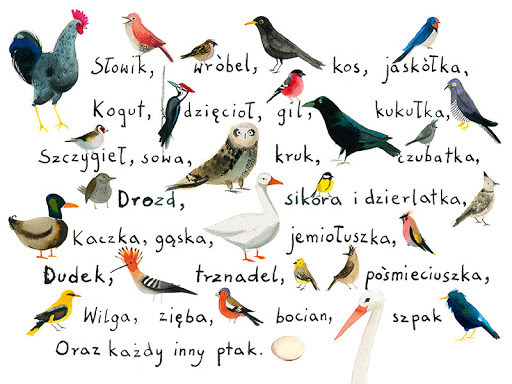 Słowik, wróbel, kos, jaskółka,
Kogut, dzięcioł, gil, kukułka,
Szczygieł, sowa, kruk, czubatka,
Drozd, sikora i dzierlatka,
Kaczka, gąska, jemiołuszka,
Dudek, trznadel, pośmieciuszka,
Wilga, zięba, bocian, szpak
Oraz każdy inny ptak.